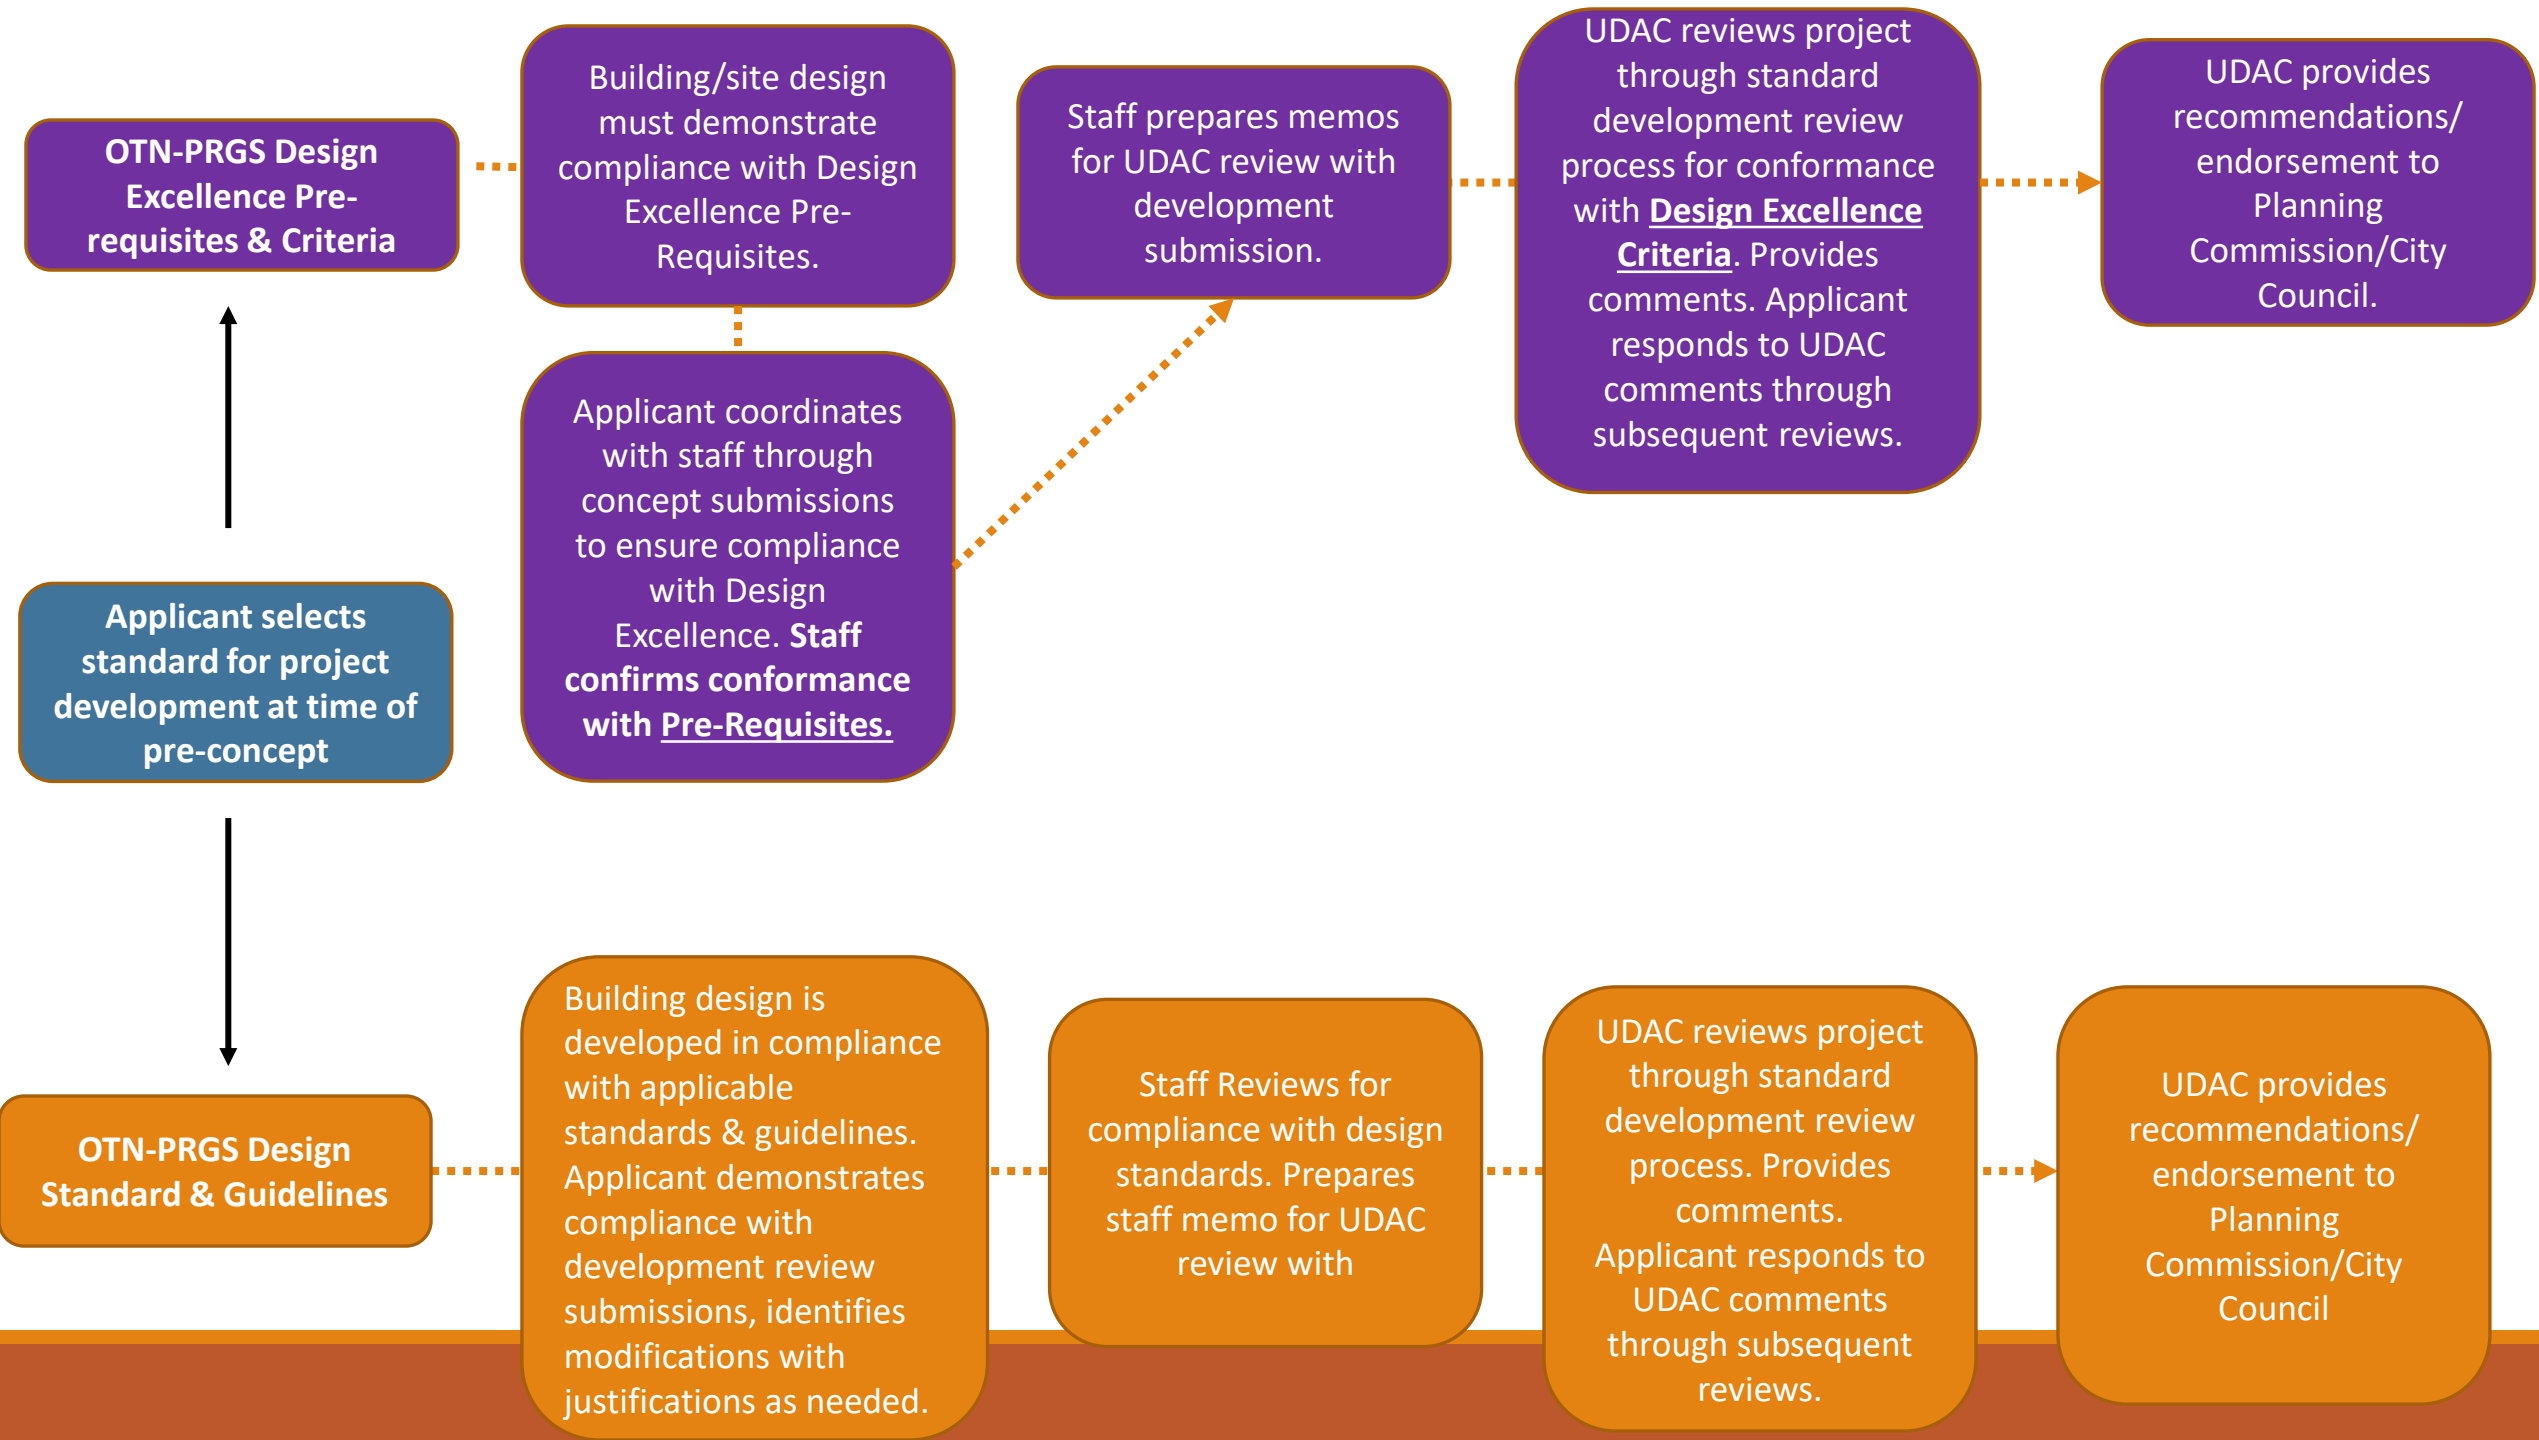 OTN-PRGS Design
Excellence Pre-
requisites & Criteria
Building/site design
must demonstrate
compliance with Design
Excellence Pre-
Requisites.
Applicant coordinates
with staff through
concept submissions
to ensure compliance
with Design
Excellence. Staff
confirms conformance
with Pre-Requisites.
Staff prepares memos
for UDAC review with
development
submission.
UDAC reviews project
through standard
development review
process for conformance
with Design Excellence
Criteria. Provides
comments. Applicant
responds to UDAC
comments through
subsequent reviews.
UDAC provides
recommendations/
endorsement to
Planning
Commission/City
Council.
Applicant selects
standard for project
development at time of
pre-concept
OTN-PRGS Design
Standard & Guidelines
Building design is
developed in compliance
with applicable
standards & guidelines.
Applicant demonstrates
compliance with
development review
submissions, identifies
modifications with
justifications as needed.
Staff Reviews for
compliance with design
standards. Prepares
staff memo for UDAC
review with
UDAC reviews project
through standard
development review
process. Provides
comments.
Applicant responds to
UDAC comments
through subsequent
reviews.
UDAC provides
recommendations/
endorsement to
Planning
Commission/City
Council